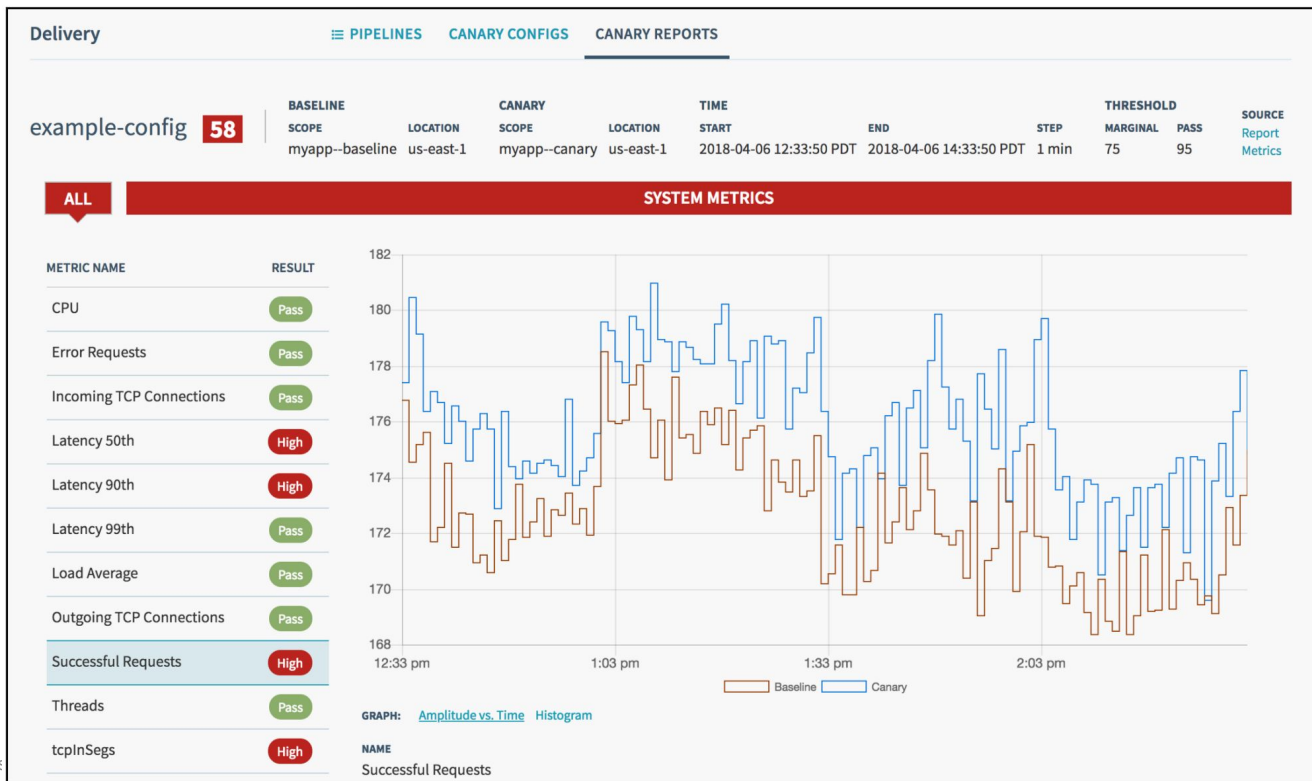 Delivery PIPELINES CANARY CONFIGS CANARY REPORTS
example-config 58
BASELINE CANARY TIME THRESHOLD SOURCE
SCOPE LOCATION SCOPE LOCATION START END STEP MARGINAL PASS Report
myapp--baseline us-east-1 myapp--canary us-east-1 2018-04-06 12:33:50 PDT 2018-04-06 14:33:50 PDT 1 min 75 95 Metrics
ALL SYSTEM METRICS
METRIC NAME RESULT
CPU Pass
Error Requests Pass
Incoming TCP Connections Pass
Latency 50th High
Latency 90th High
Latency 99th Pass
Load Average Pass
Outgoing TCP Connections Pass
Successful Requests High
Threads Pass
tcpInSegs High
182
180
178
176
174
172
170
168
12:33 pm 1:03 pm 1:33 pm 2:03 pm
Baseline Canary
GRAPH: Amplitude vs. Time Histogram
NAME
Successful Requests